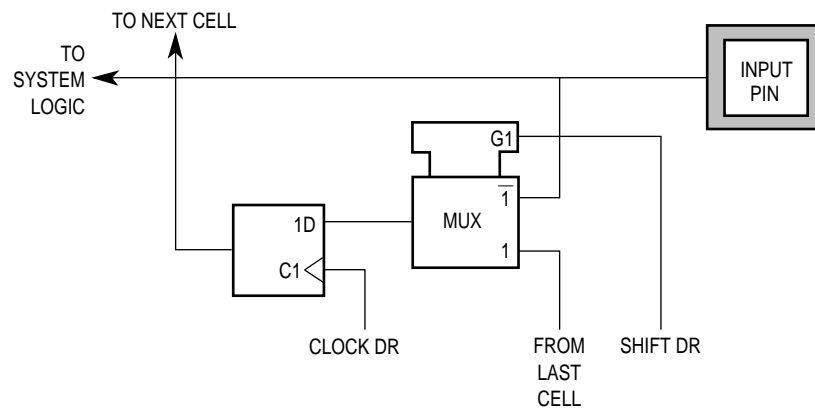 TO NEXT CELL
TO
SYSTEM
LOGIC
INPUT
PIN
G1
1
MUX
1
1D
C1
CLOCK DR
FROM
LAST
CELL
SHIFT DR